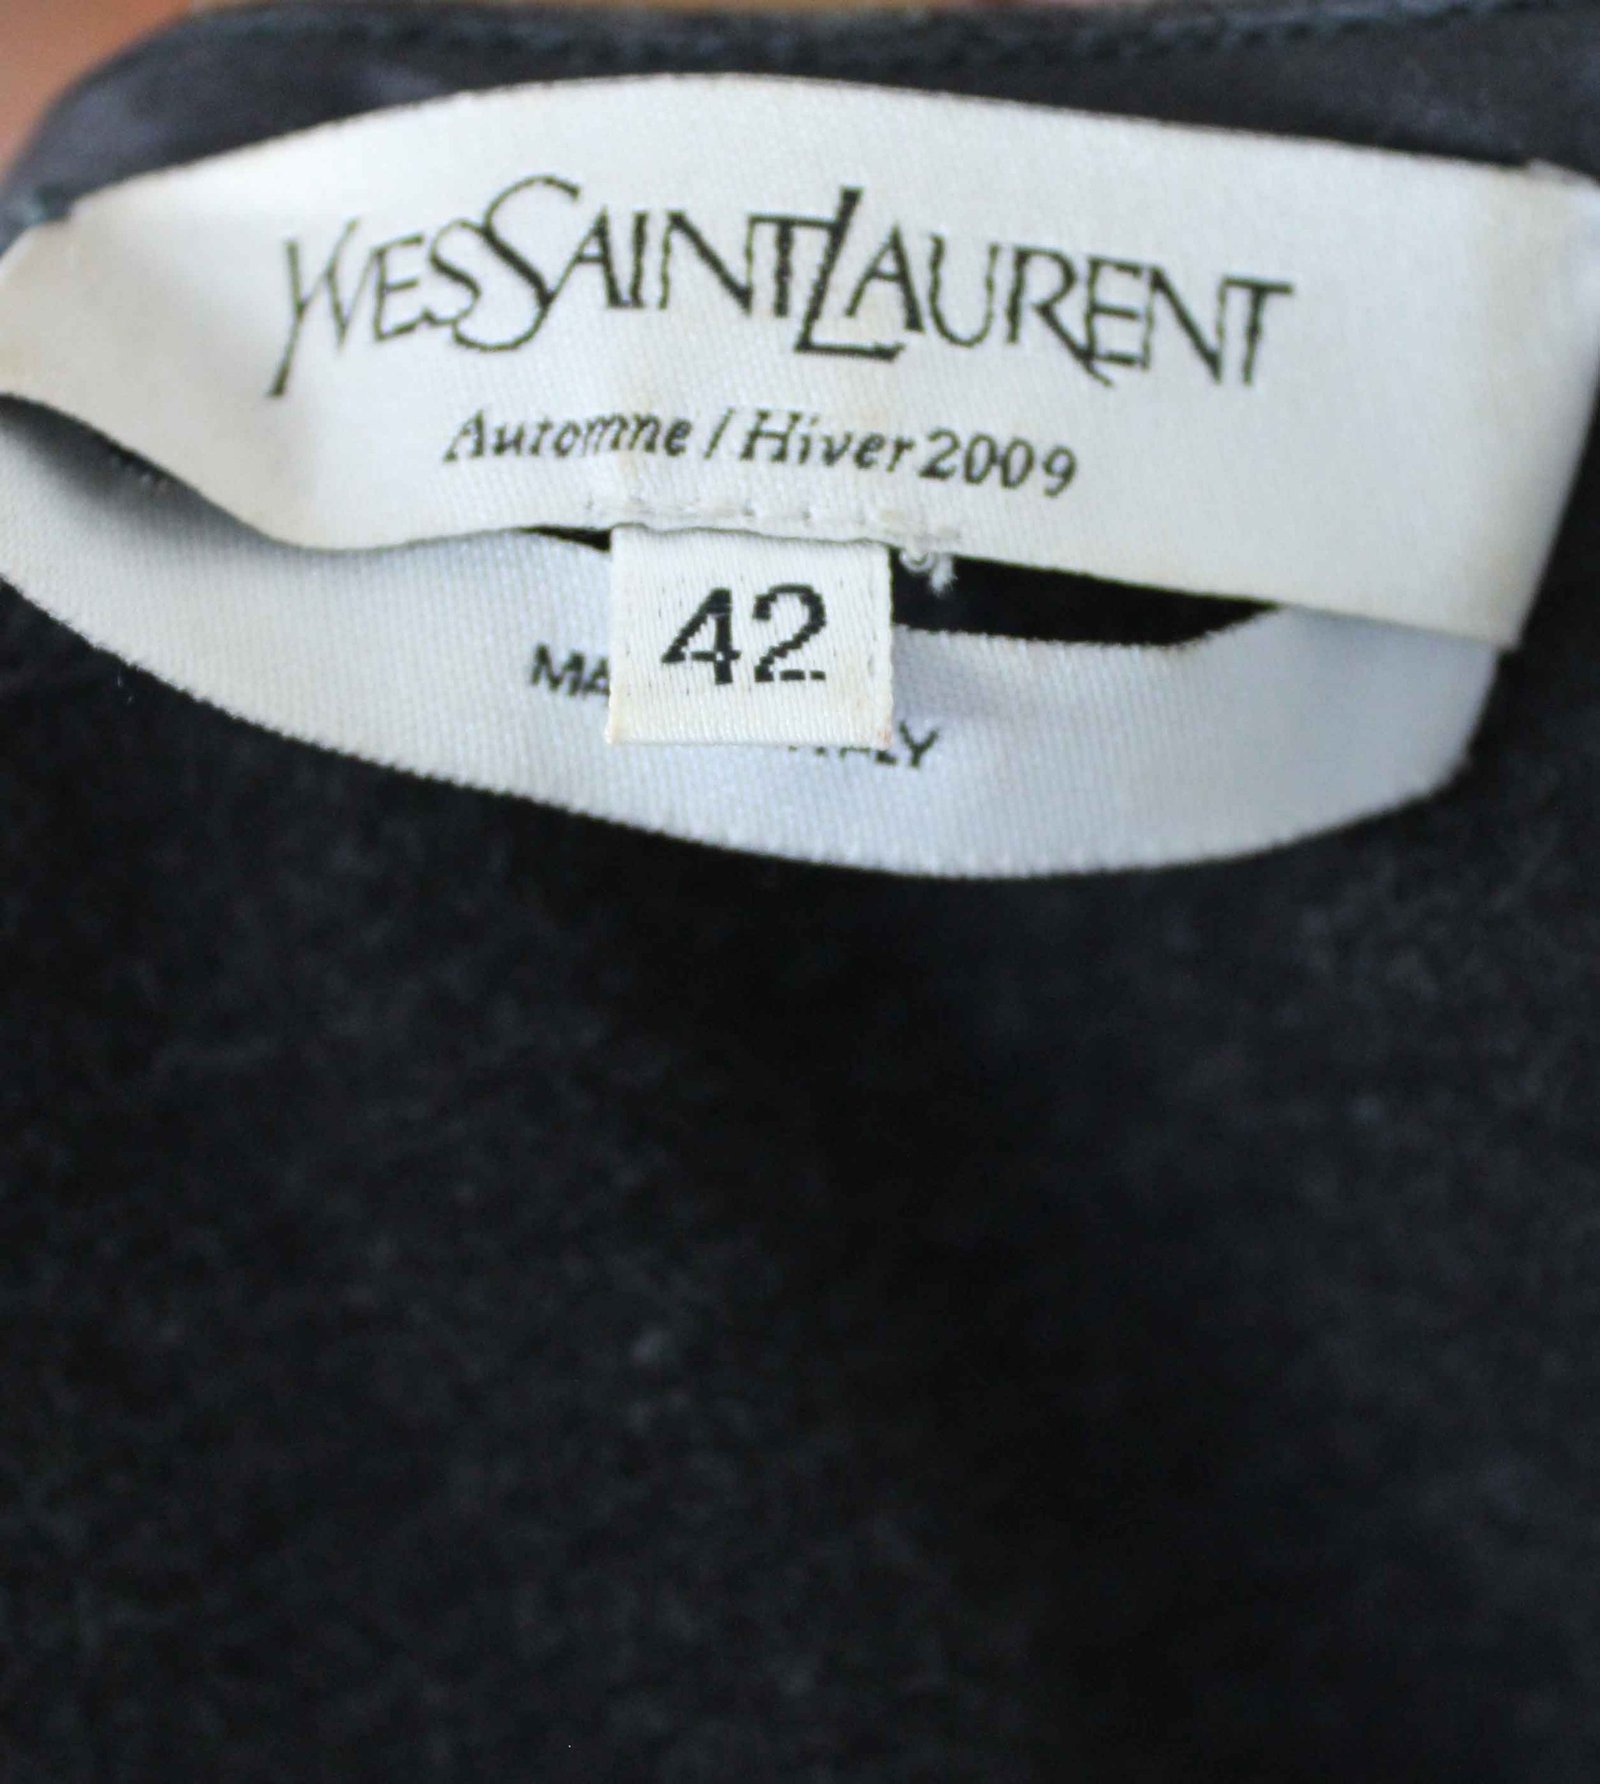 YVESSAINTLAURENT
Automne / Hiver 2009
42